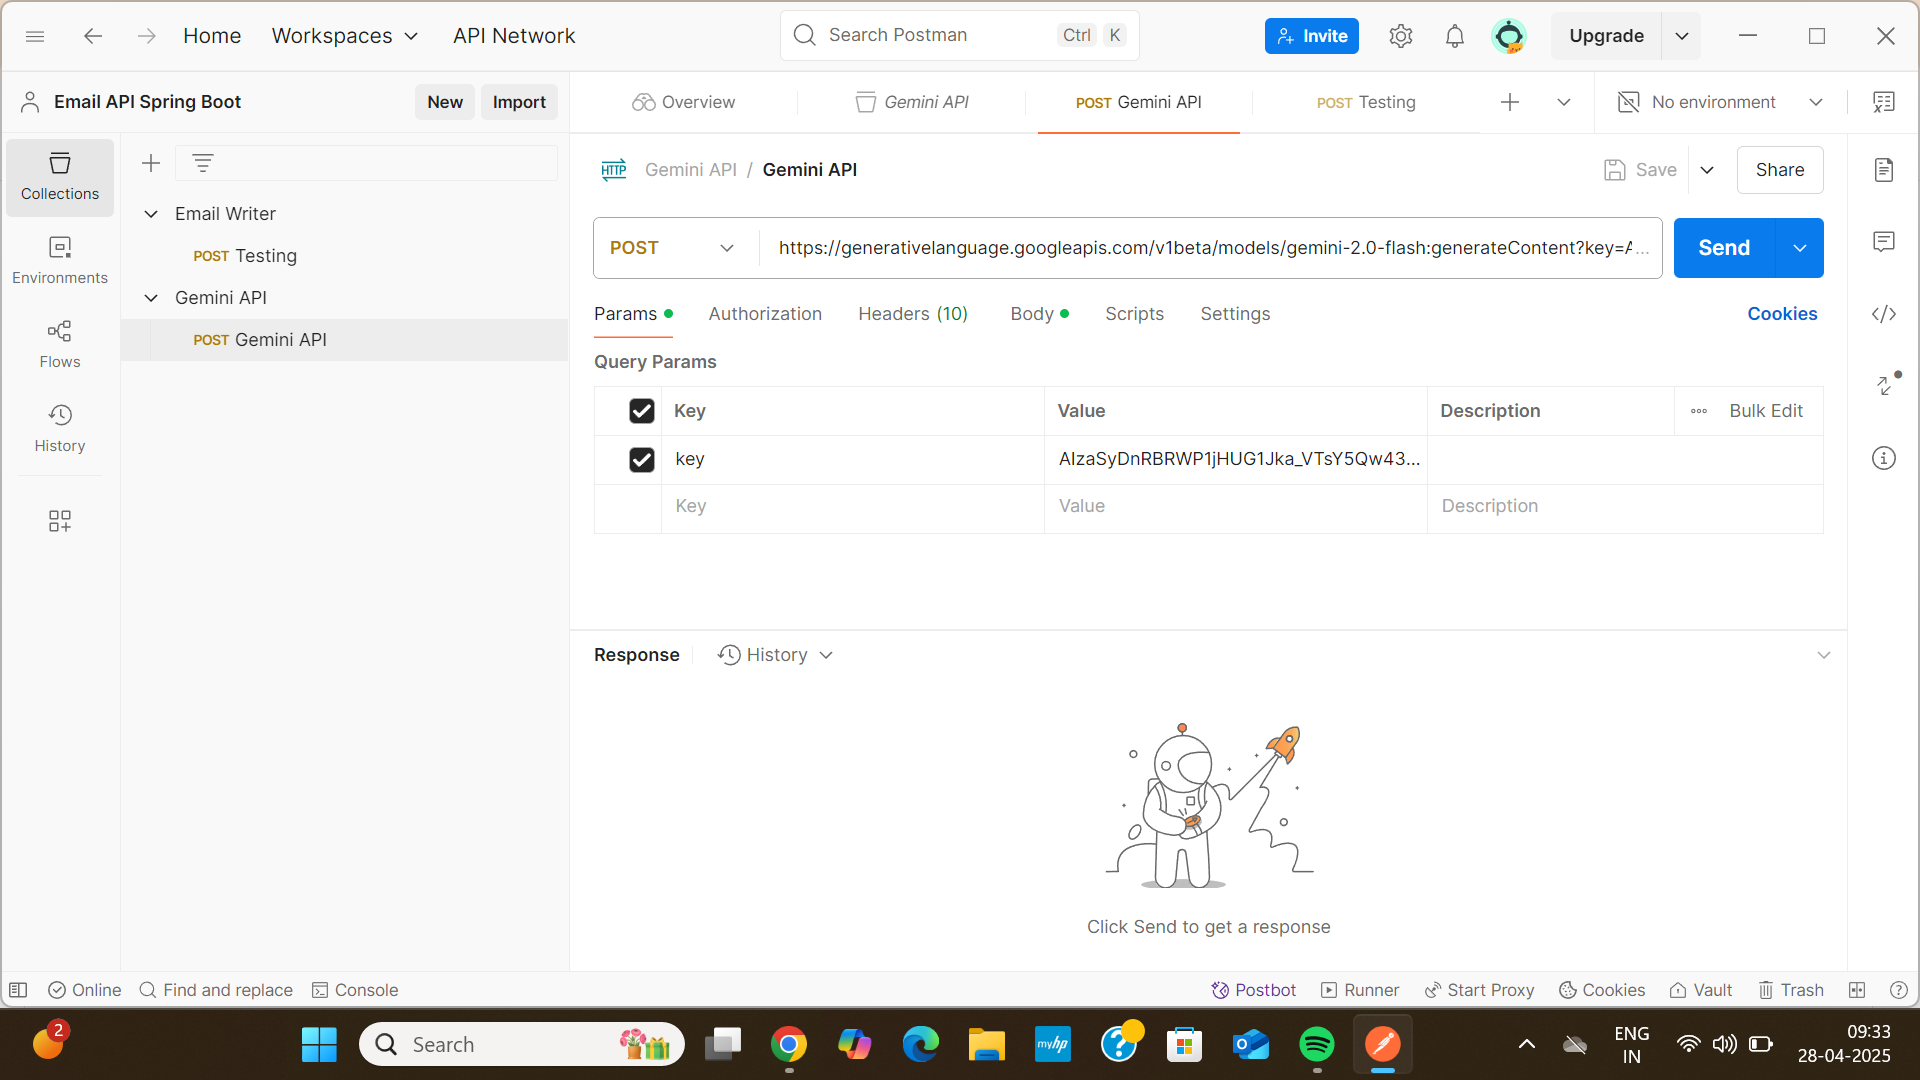 Home Workspaces API Network Search Postman Ctrl K Invite Upgrade
Email API Spring Boot New Import
Overview Gemini API POST Gemini API POST Testing No environment
Collections
Environments
Flows
History
Email Writer
POST Testing
Gemini API
POST Gemini API
HTTP Gemini API / Gemini API Save Share
POST https://generativelanguage.googleapis.com/v1beta/models/gemini-2.0-flash:generateContent?key=A... Send
Params Authorization Headers (10) Body Scripts Settings Cookies
Query Params
Key Value Description Bulk Edit
key AIzaSyDnRBRWP1jHUG1Jka_VTsY5Qw43...
Key Value Description
Response History
Click Send to get a response
Online Find and replace Console Postbot Runner Start Proxy Cookies Vault Trash
2 Search myhp ENG 09:33
IN 28-04-2025